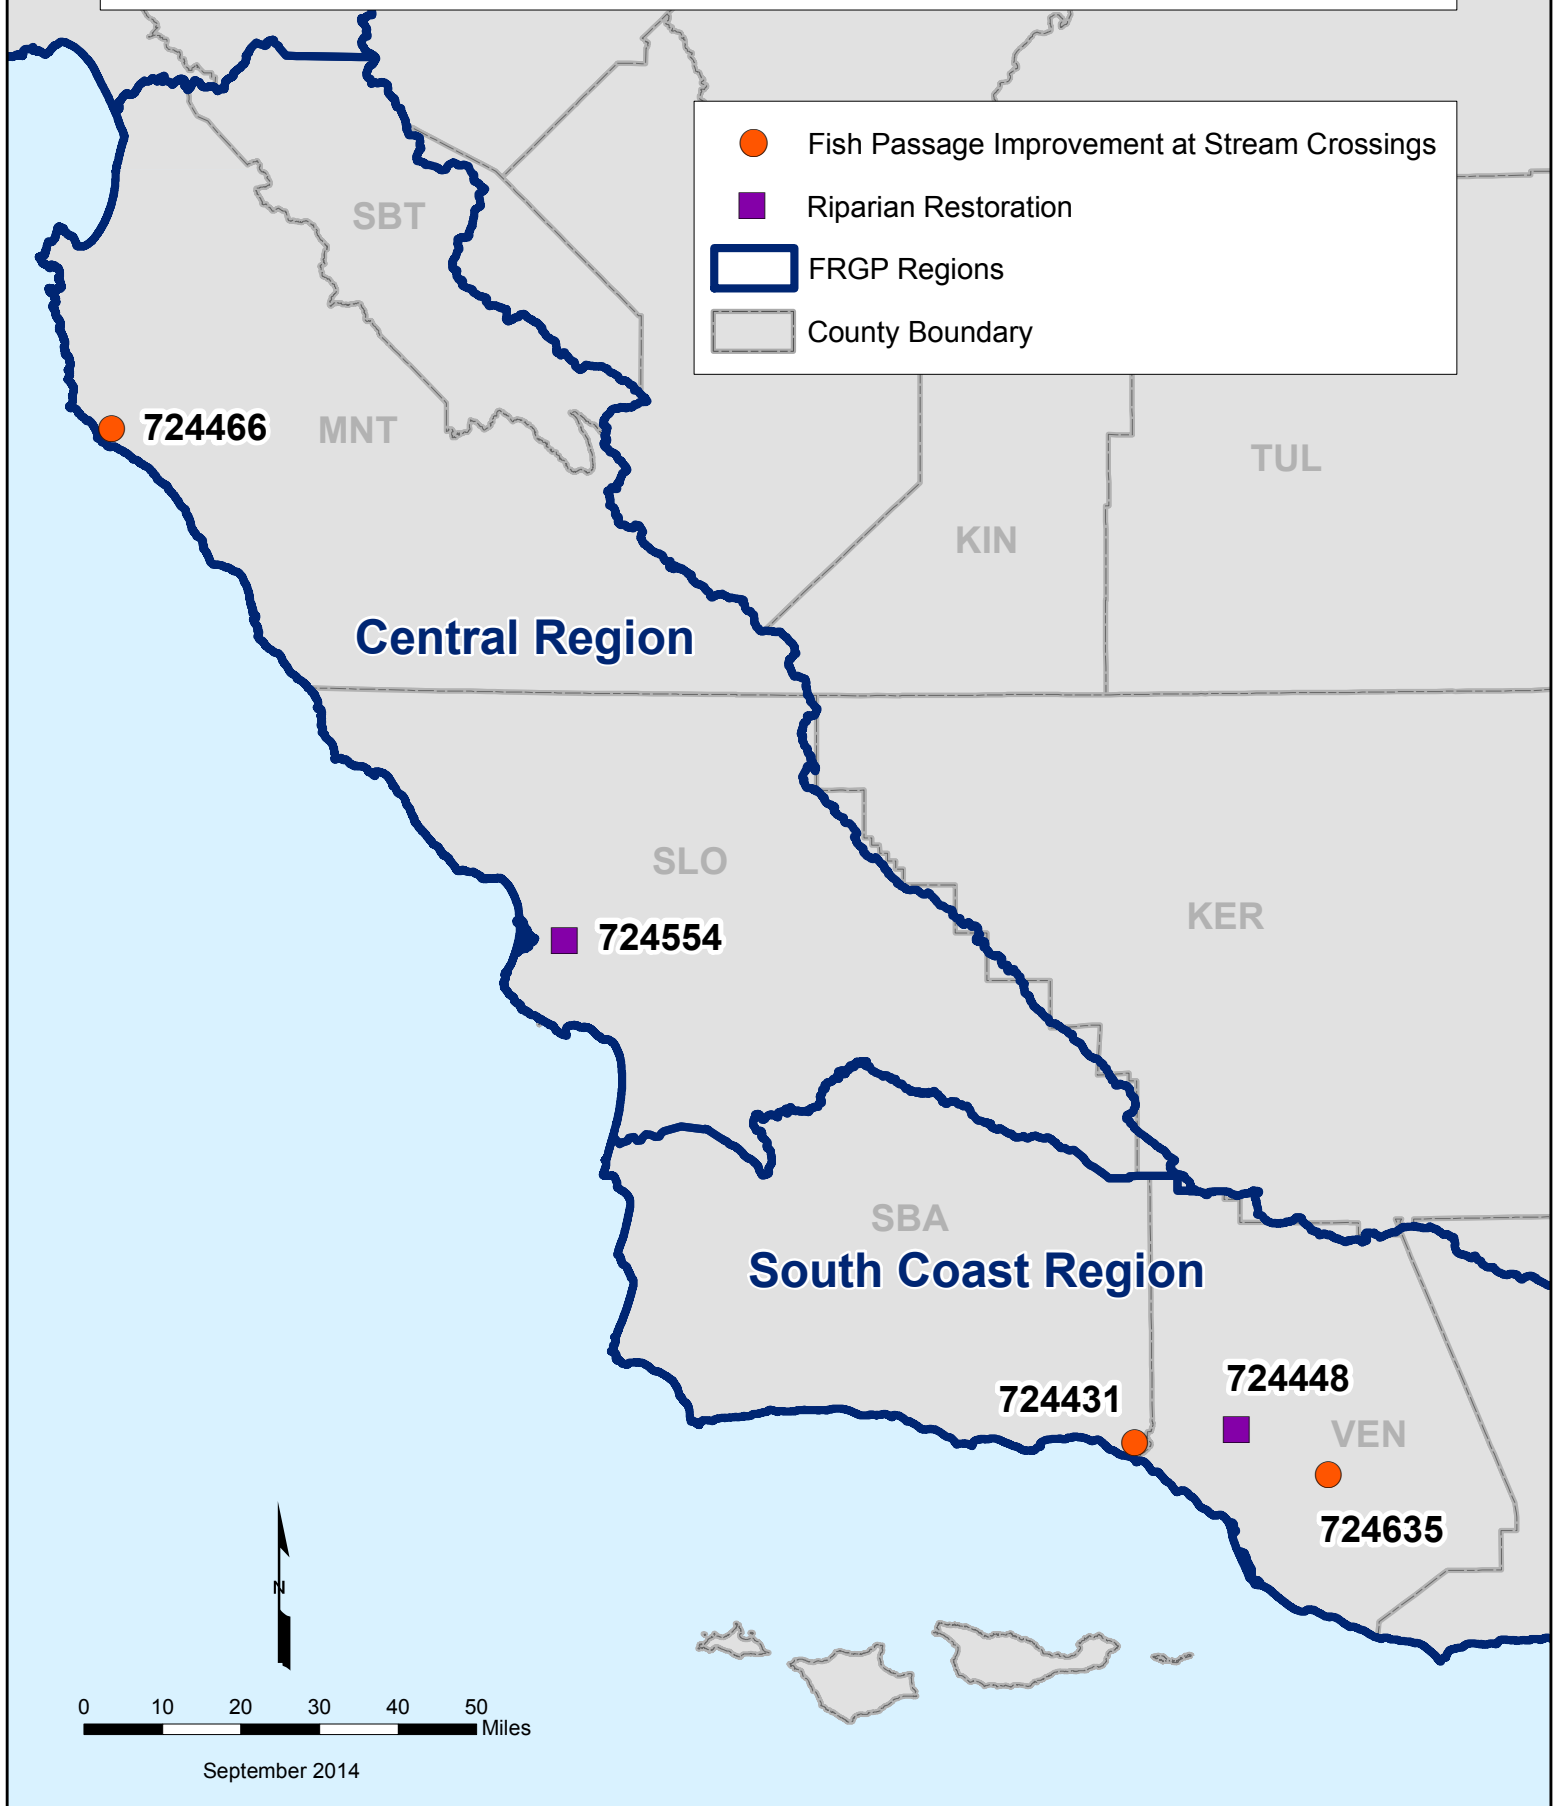 Fish Passage Improvement at Stream Crossings
Riparian Restoration
FRGP Regions
County Boundary
SBT
724466
MNT
TUL
KIN
Central Region
SLO
724554
KER
SBA
South Coast Region
724448
724431
VEN
724635
N
0 10 20 30 40 50
Miles
September 2014